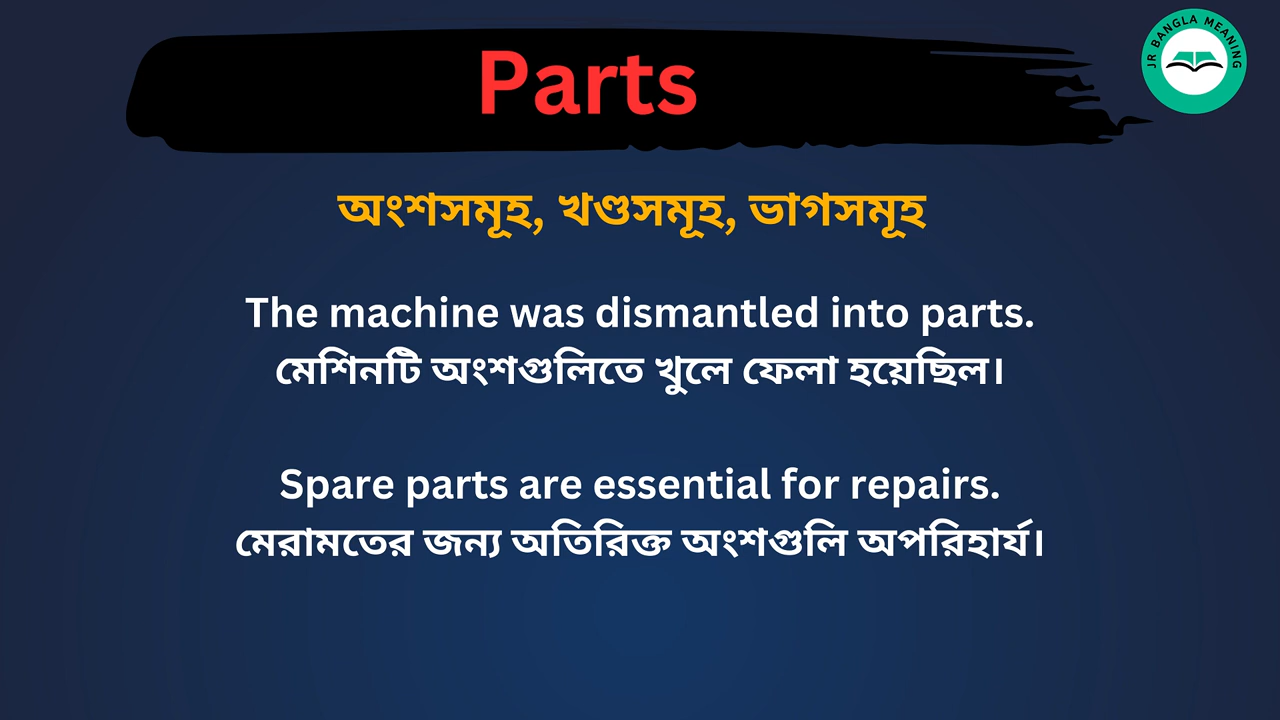 Parts
JR BANGLA MEANING
অংশসমূহ, খণ্ডসমূহ, ভাগসমূহ
The machine was dismantled into parts.
মেশিনটি অংশগুলিতে খুলে ফেলা হয়েছিল।
Spare parts are essential for repairs.
মেরামতের জন্য অতিরিক্ত অংশগুলি অপরিহার্য।